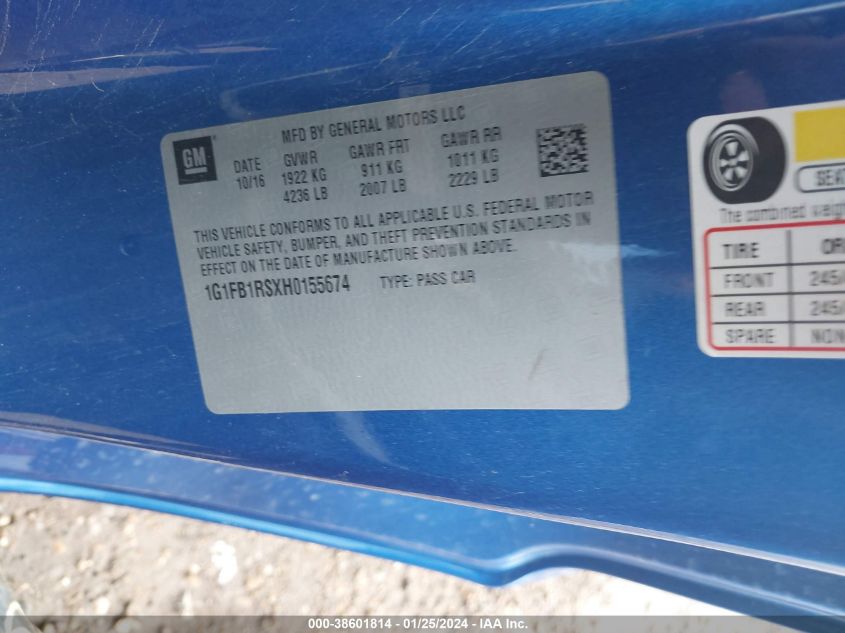 GM
MFD BY GENERAL MOTORS LLC
DATE GVWR GAWR FRT GAWR RR
10/16 1922 KG 911 KG 1011 KG
4236 LB 2007 LB 2229 LB
THIS VEHICLE CONFORMS TO ALL APPLICABLE U.S. FEDERAL MOTOR
VEHICLE SAFETY, BUMPER, AND THEFT PREVENTION STANDARDS IN
EFFECT ON THE DATE OF MANUFACTURE SHOWN ABOVE.
1G1FB1RSXH0155674 TYPE: PASS CAR
The combined
TIRE
FRONT 245/
REAR 245/
SPARE
000-38601814 - 01/25/2024 - IAA Inc.